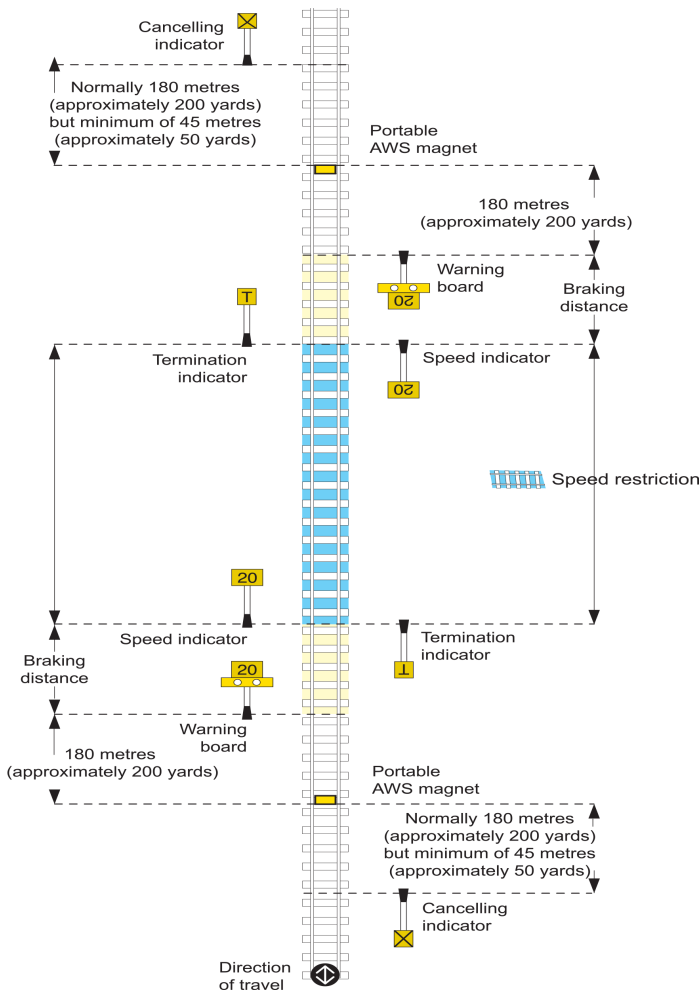 Cancelling
indicator
Normally 180 metres
(approximately 200 yards)
but minimum of 45 metres
(approximately 50 yards)
Portable
AWS magnet
180 metres
(approximately 200 yards)
Warning
board
20
Braking
distance
T
Termination
indicator
Speed indicator
20
Speed restriction
20
Speed indicator
Termination
indicator
T
Braking
distance
20
Warning
board
180 metres
(approximately 200 yards)
Portable
AWS magnet
Normally 180 metres
(approximately 200 yards)
but minimum of 45 metres
(approximately 50 yards)
Cancelling
indicator
Direction
of travel